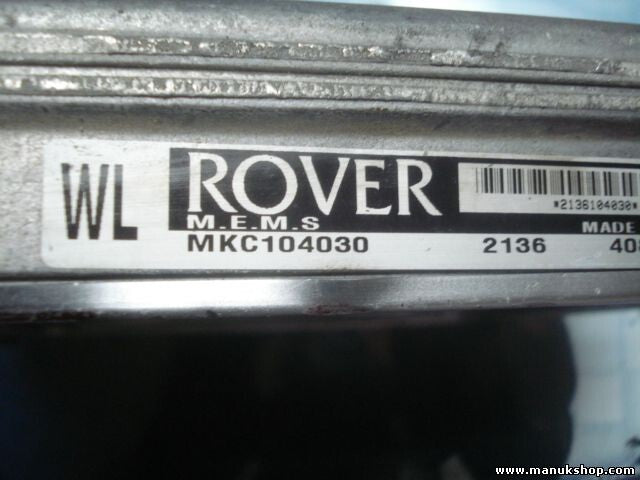 WL
ROVER
M.E.M.S
*2136104030*
MADE
MKC104030 2136
www.manukshop.com